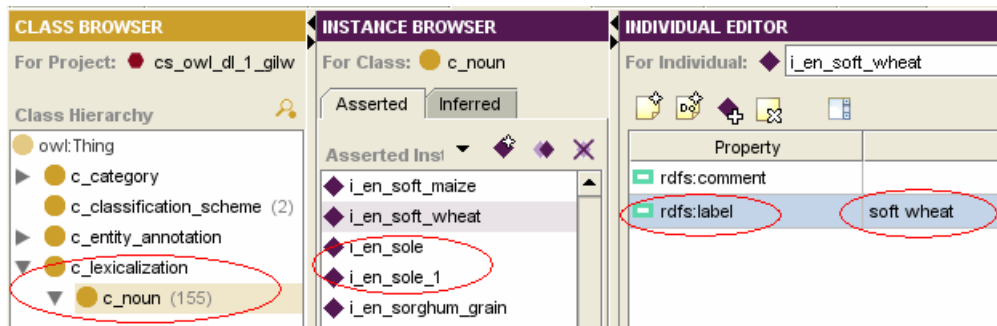 CLASS BROWSER
For Project: cs_owl_dl_1_gilw
Class Hierarchy
owl:Thing
c_category
c_classification_scheme (2)
c_entity_annotation
c_lexicalization
c_noun (155)
INSTANCE BROWSER
For Class: c_noun
Asserted Inferred
Asserted Inst
i_en_soft_maize
i_en_soft_wheat
i_en_sole
i_en_sole_1
i_en_sorghum_grain
INDIVIDUAL EDITOR
For Individual: i_en_soft_wheat
Property
rdfs:comment
rdfs:label soft wheat